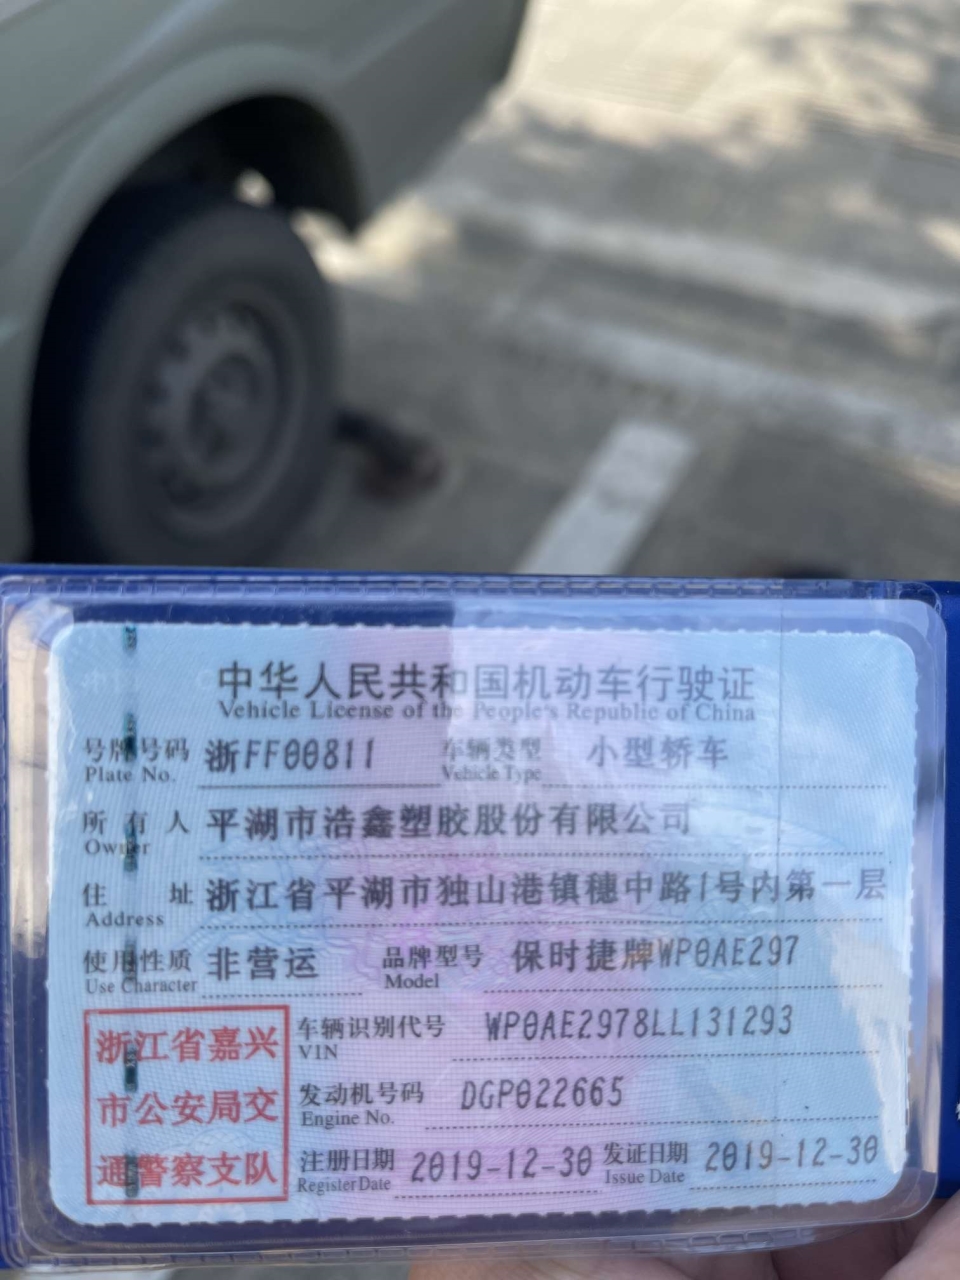 中华人民共和国机动车行驶证
Vehicle License of the People's Republic of China
号牌号码 浙FF00811 车辆类型 小型轿车
Plate No. Vehicle Type
所有人 平湖市浩鑫塑胶股份有限公司
Owner
住址 浙江省平湖市独山港镇穗中路1号内第一层
Address
使用性质 非营运 品牌型号 保时捷牌WP0AE297
Use Character Model
浙江省嘉兴
市公安局交
通警察支队
车辆识别代号 WP0AE2978LL131293
VIN
发动机号码 DGP022665
Engine No.
注册日期 2019-12-30 发证日期 2019-12-30
Register Date Issue Date